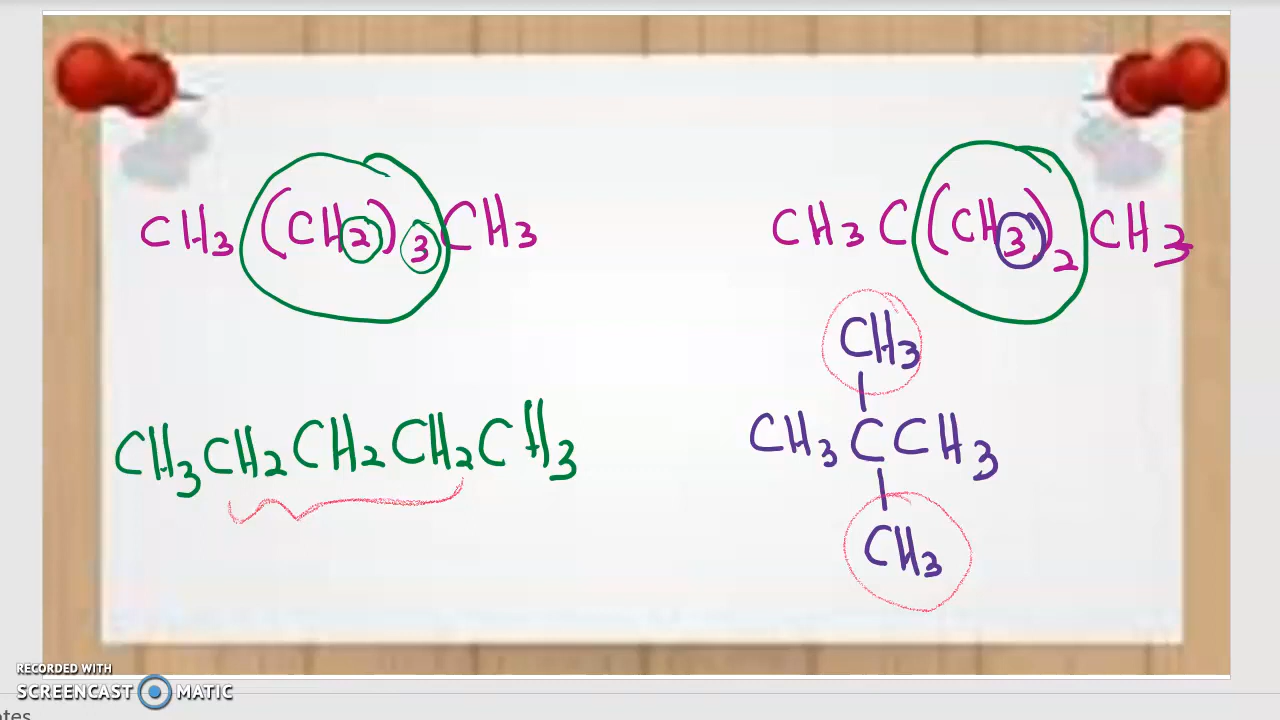 CH3(CH2)3CH3
CH3C(CH3)2CH3
CH3
CH3CH2CH2CH2CH3
CH3CCH3
CH3
RECORDED WITH
SCREENCAST MATIC